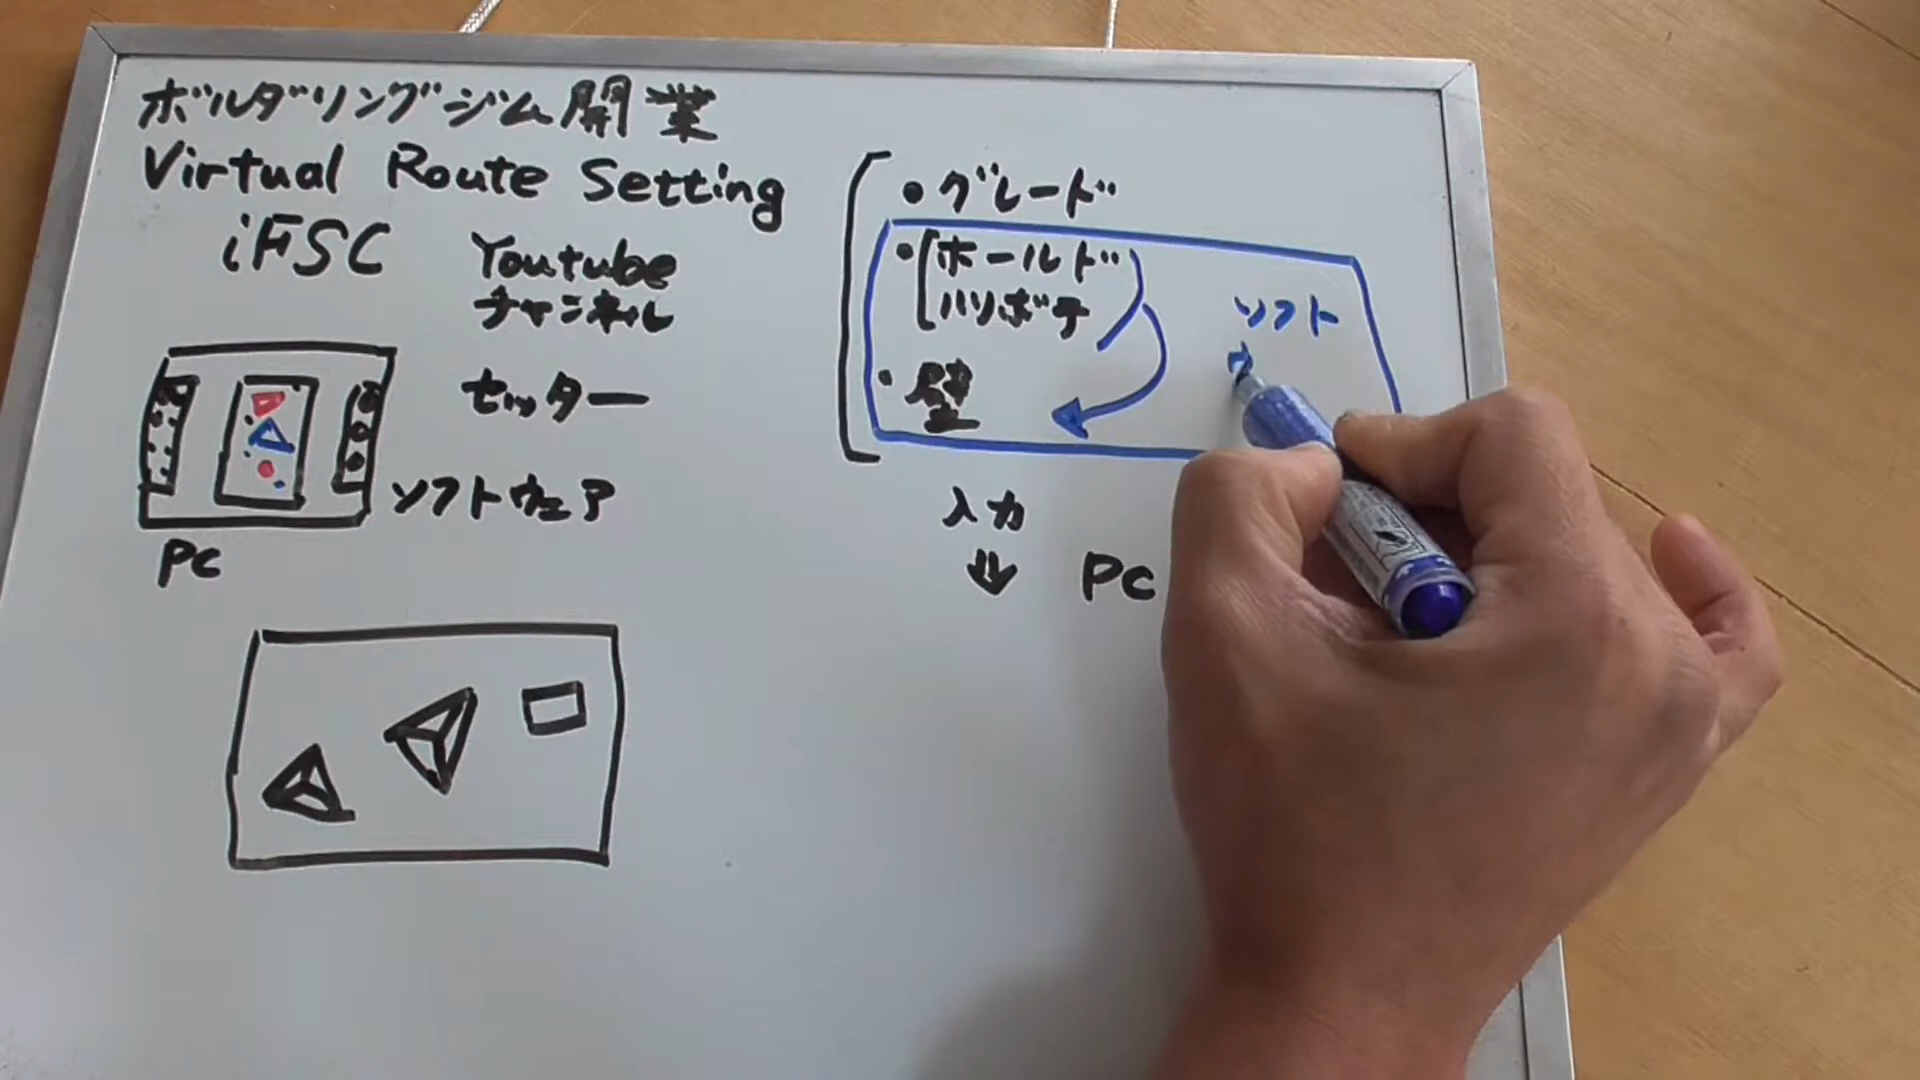 ボルダリングジム開業
Virtual Route Setting
iFSC
Youtube
チャンネル
セッター
ソフトウェア
PC
・グレード
・ホールド
ハリボテ
・壁
ソフト
入力
⇓ PC